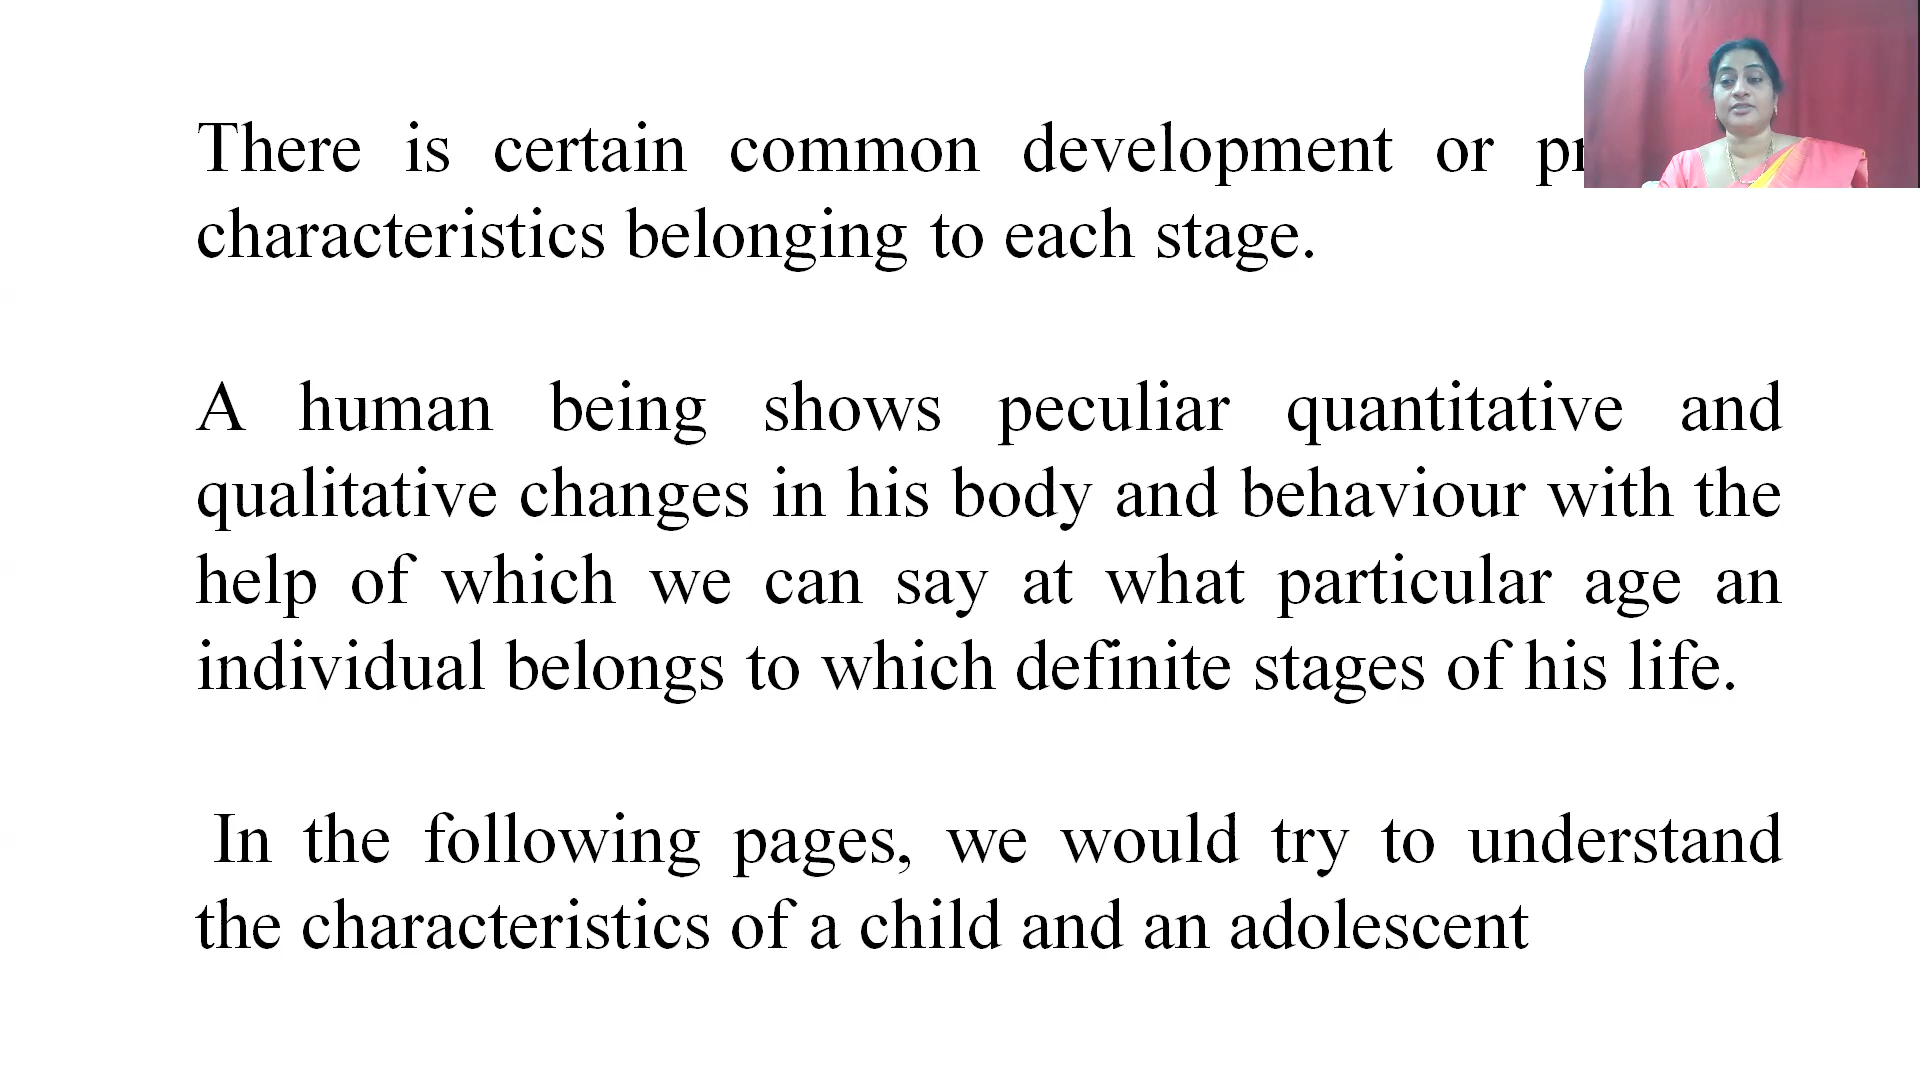 There is certain common development or
characteristics belonging to each stage.
A human being shows peculiar quantitative and
qualitative changes in his body and behaviour with the
help of which we can say at what particular age an
individual belongs to which definite stages of his life.
In the following pages, we would try to understand
the characteristics of a child and an adolescent